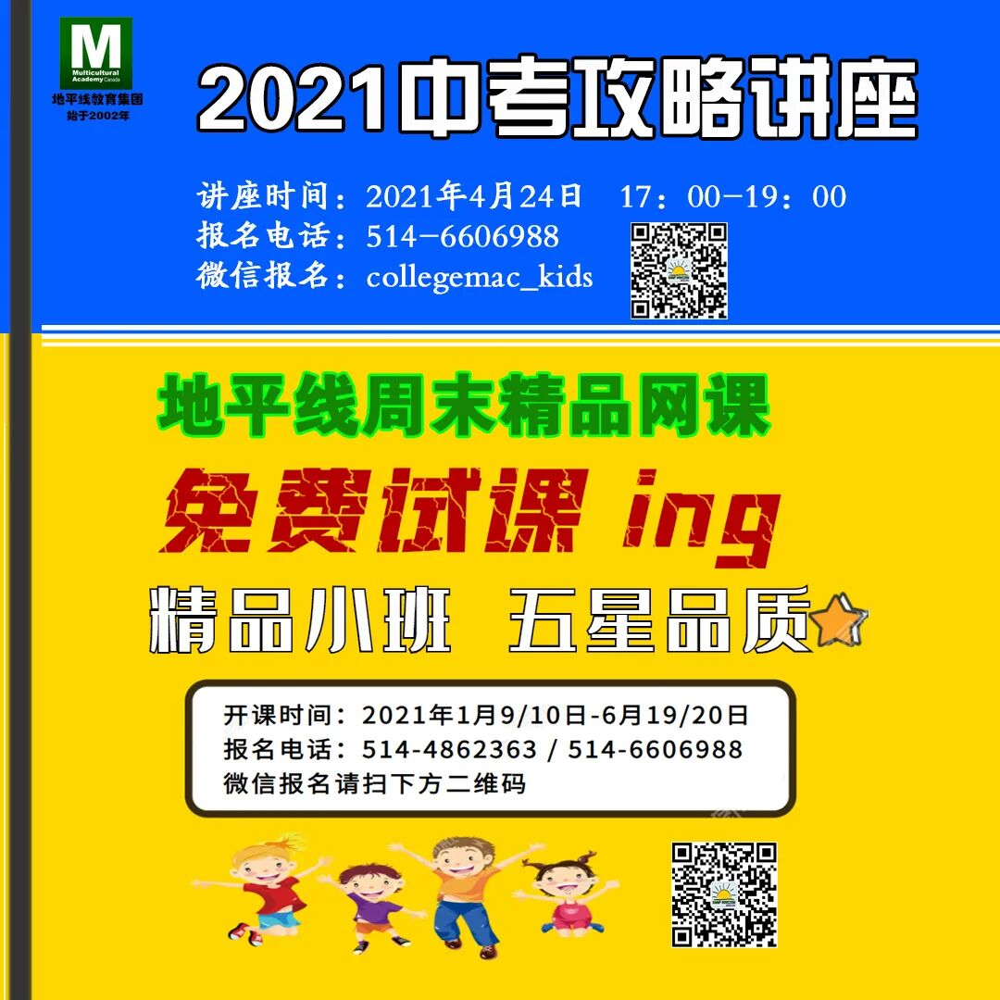 M
Multicultural
Academy Canada
地平线教育集团
始于2002年
2021中考攻略讲座
讲座时间：2021年4月24日 17：00-19：00
报名电话：514-6606988
微信报名：collegemac_kids
地平线周末精品网课
免费试课 ing
精品小班 五星品质
开课时间：2021年1月9/10日-6月19/20日
报名电话：514-4862363 / 514-6606988
微信报名请扫下方二维码